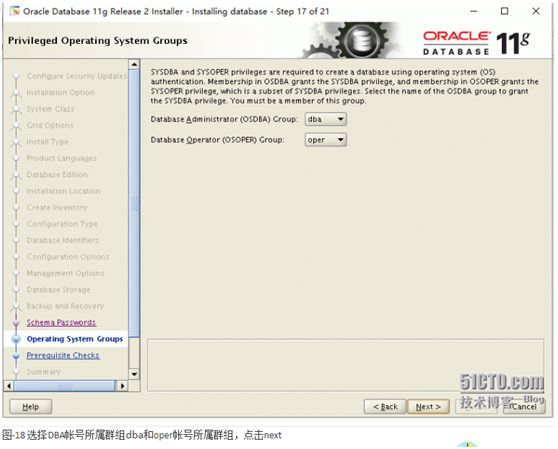 Oracle Database 11g Release 2 Installer - Installing database - Step 17 of 21
Privileged Operating System Groups
ORACLE
DATABASE 11g
Configure Security Updates
Installation Option
System Class
Grid Options
Install Type
Product Languages
Database Edition
Installation Location
Create Inventory
Configuration Type
Database Identifiers
Configuration Options
Management Options
Database Storage
Backup and Recovery
Schema Passwords
Operating System Groups
Prerequisite Checks
Summary
SYSDBA and SYSOPER privileges are required to create a database using operating system (OS)
authentication. Membership in OSDBA grants the SYSDBA privilege, and membership in OSOPER grants the
SYSOPER privilege, which is a subset of SYSDBA privileges. Select the name of the OSDBA group to grant
the SYSDBA privilege. You must be a member of this group.
Database Administrator (OSDBA) Group: dba
Database Operator (OSOPER) Group: oper
51CTO.com
技术博客 Blog
Help
< Back
Next >
Cancel
图-18 选择DBA帐号所属群组dba和oper帐号所属群组，点击next